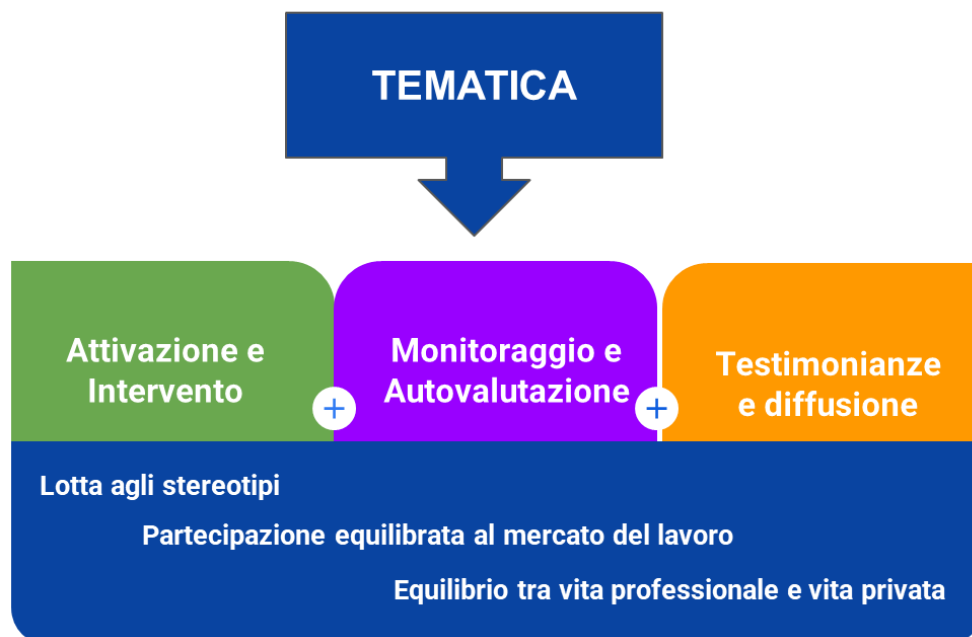 TEMATICA
Attivazione e
Intervento
Monitoraggio e
Autovalutazione
Testimonianze
e diffusione
Lotta agli stereotipi
Partecipazione equilibrata al mercato del lavoro
Equilibrio tra vita professionale e vita privata